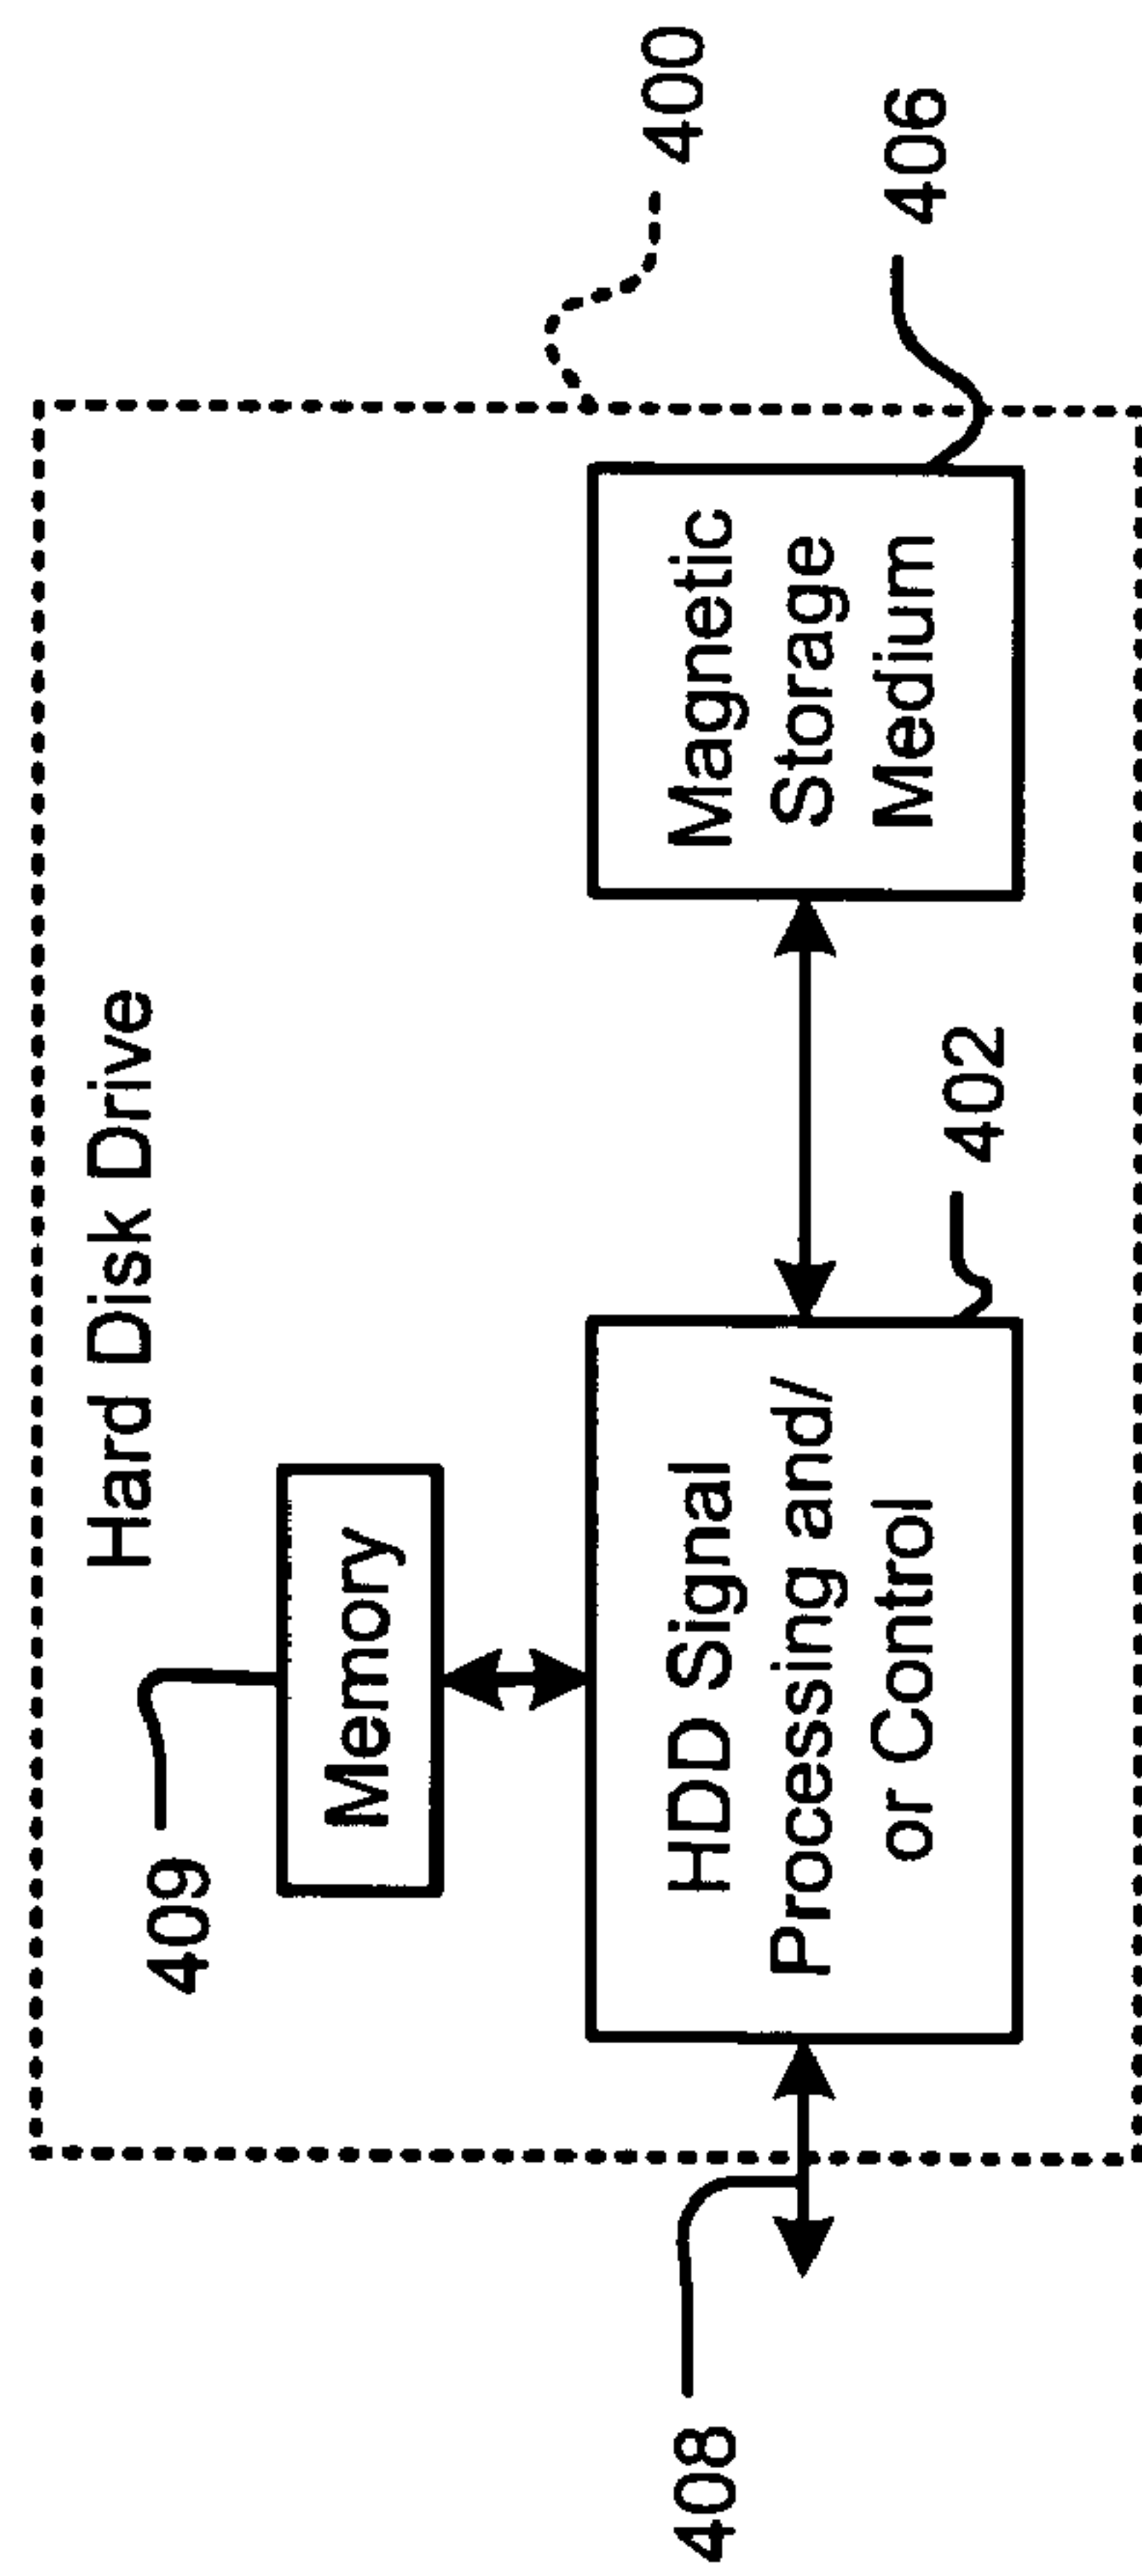 Hard Disk Drive
409
Memory
400
408
HDD Signal
Processing and/
or Control
402
Magnetic
Storage
Medium
406